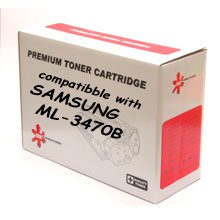 PREMIUM TONER CARTRIDGE
compatibble with
SAMSUNG
ML-3470B